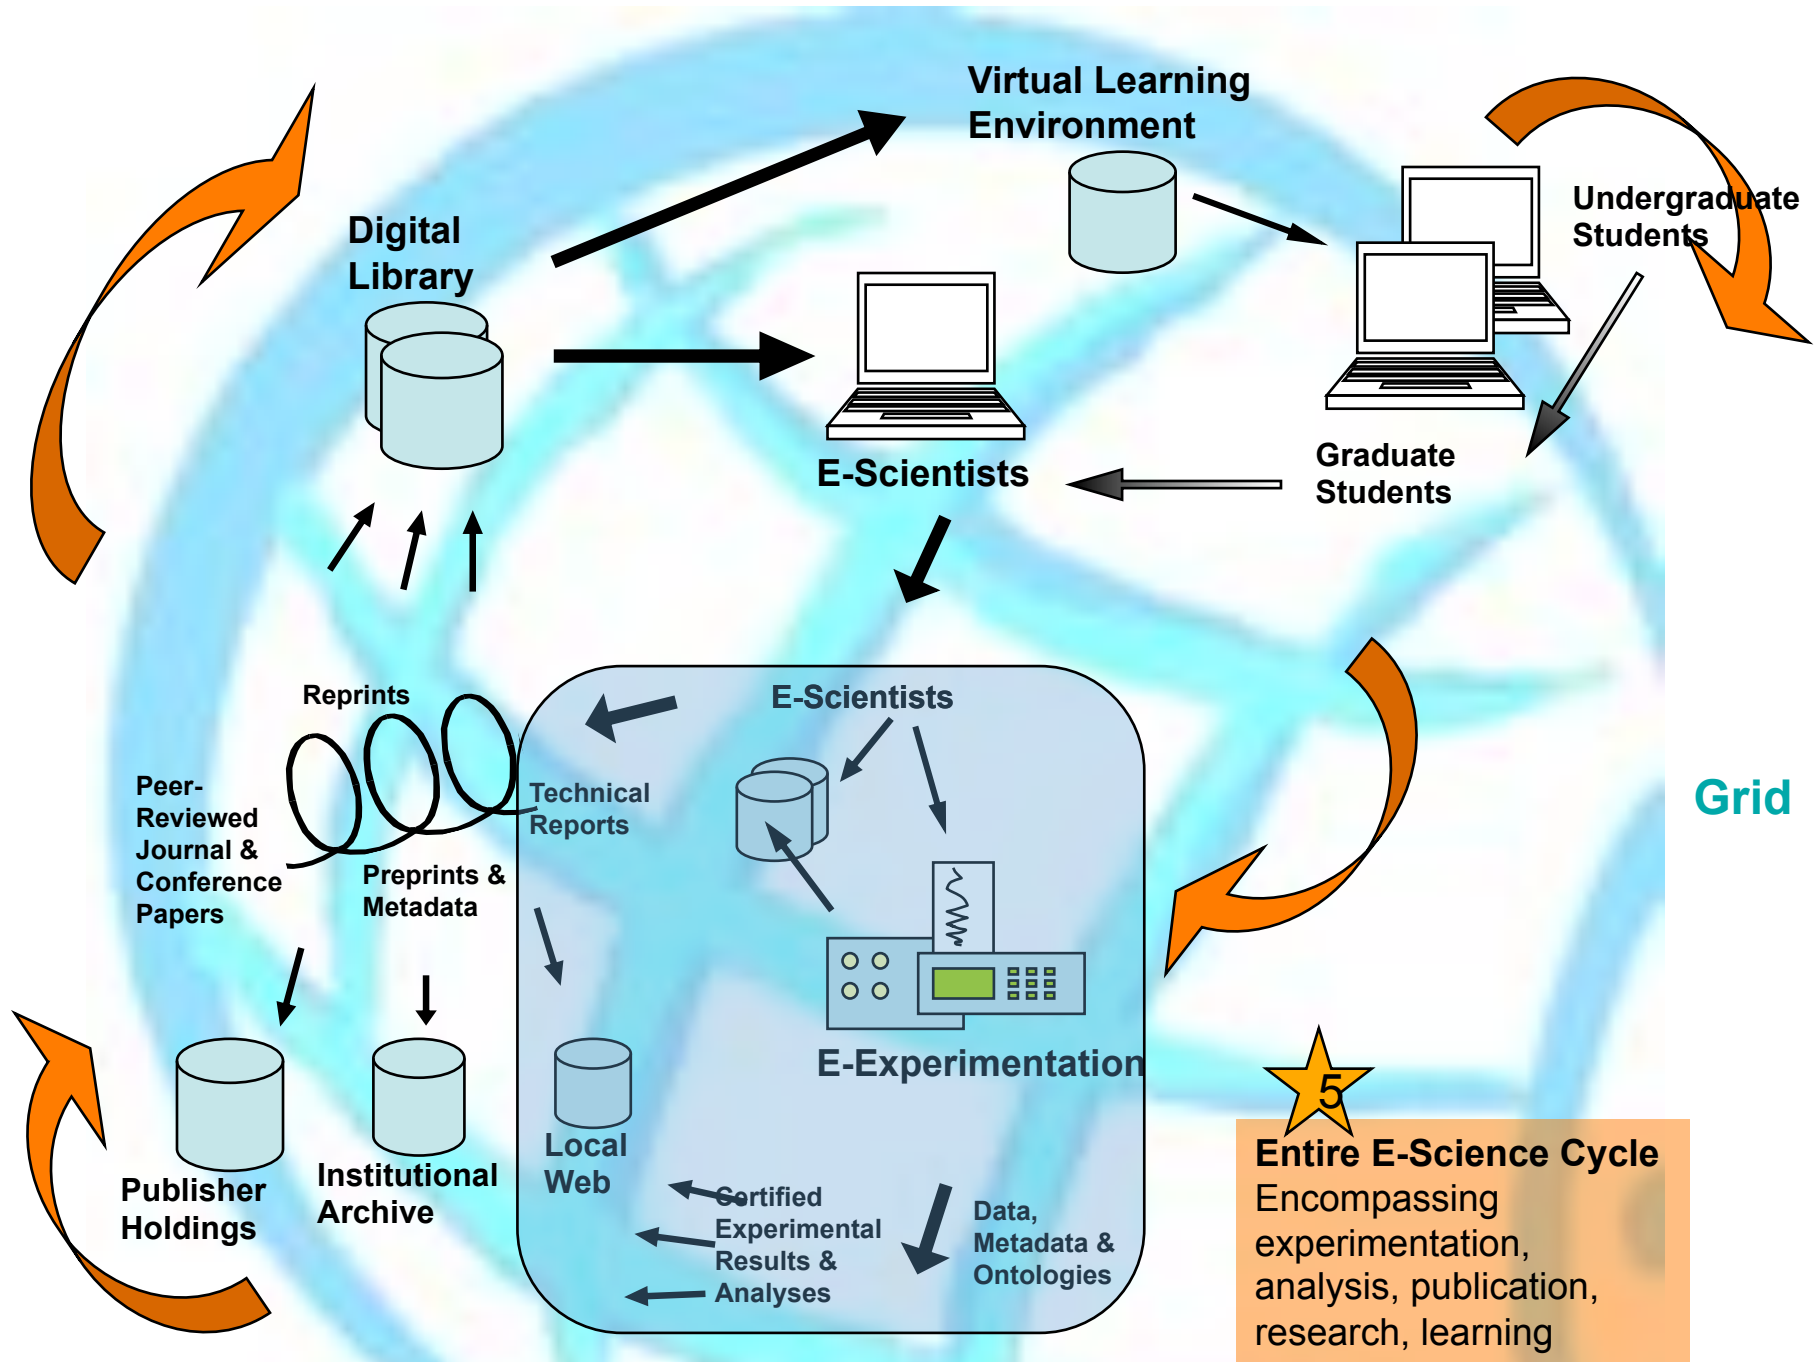 Virtual Learning
Environment
Undergraduate
Students
Digital
Library
E-Scientists
Graduate
Students
Reprints
E-Scientists
Peer-
Reviewed
Journal &
Conference
Papers
Technical
Reports
Grid
Preprints &
Metadata
E-Experimentation
5
Local
Web
Institutional
Archive
Publisher
Holdings
Certified
Experimental
Results &
Analyses
Data,
Metadata &
Ontologies
Entire E-Science Cycle
Encompassing
experimentation,
analysis, publication,
research, learning